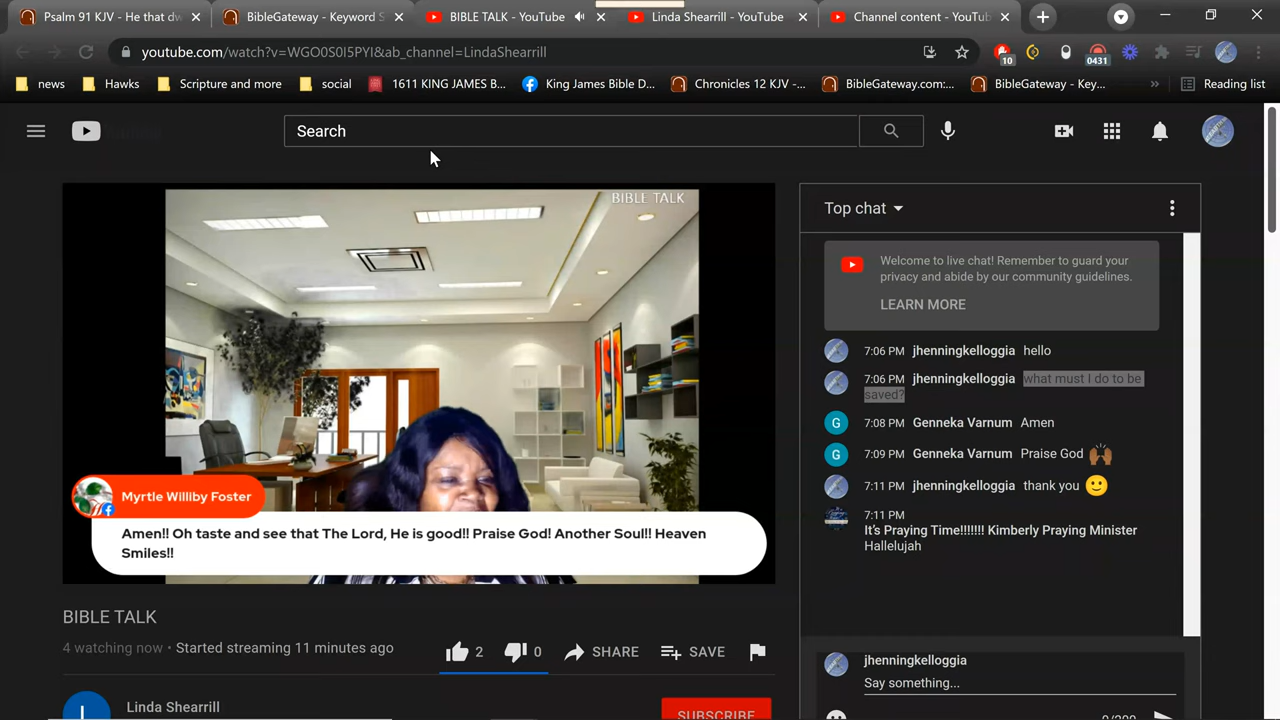 Psalm 91 KJV - He that dw
BibleGateway - Keyword S
BIBLE TALK - YouTube
Linda Shearrill - YouTube
Channel content - YouTub
youtube.com/watch?v=WGO0S0I5PYI&ab_channel=LindaShearrill
10
0431
news
Hawks
Scripture and more
social
1611 KING JAMES B...
King James Bible D...
Chronicles 12 KJV -...
BibleGateway.com:...
BibleGateway - Key...
Reading list
Search
BIBLE TALK
Myrtle Williby Foster
Amen!! Oh taste and see that The Lord, He is good!! Praise God! Another Soul!! Heaven
Smiles!!
BIBLE TALK
4 watching now • Started streaming 11 minutes ago
2
0
SHARE
SAVE
L
Linda Shearrill
SUBSCRIBE
Top chat
Welcome to live chat! Remember to guard your
privacy and abide by our community guidelines.
LEARN MORE
7:06 PM jhenningkelloggia hello
7:06 PM jhenningkelloggia what must I do to be
saved?
G 7:08 PM Genneka Varnum Amen
G 7:09 PM Genneka Varnum Praise God 🙌🏾
7:11 PM jhenningkelloggia thank you 🙂
7:11 PM
It's Praying Time!!!!!!! Kimberly Praying Minister
Hallelujah
jhenningkelloggia
Say something...
0/200